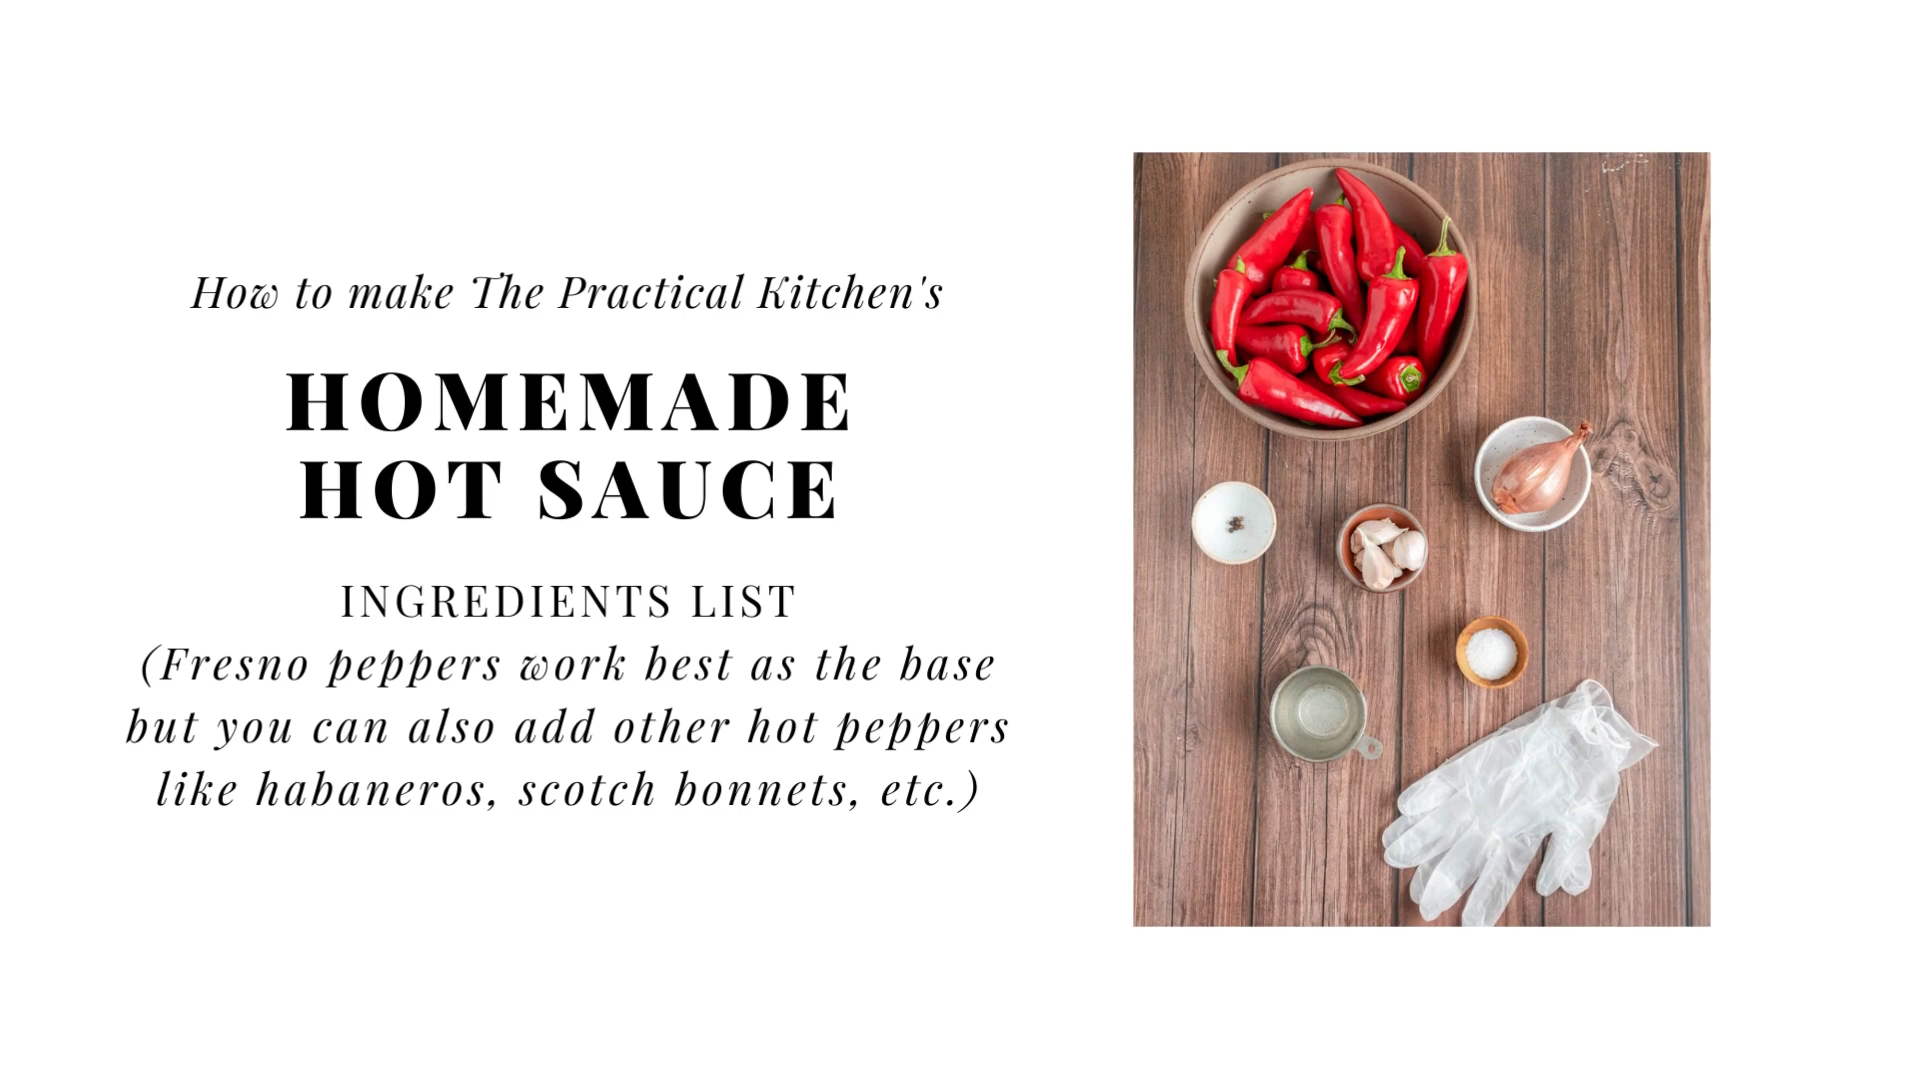 How to make The Practical Kitchen's
HOMEMADE
HOT SAUCE
INGREDIENTS LIST
(Fresno peppers work best as the base
but you can also add other hot peppers
like habaneros, scotch bonnets, etc.)